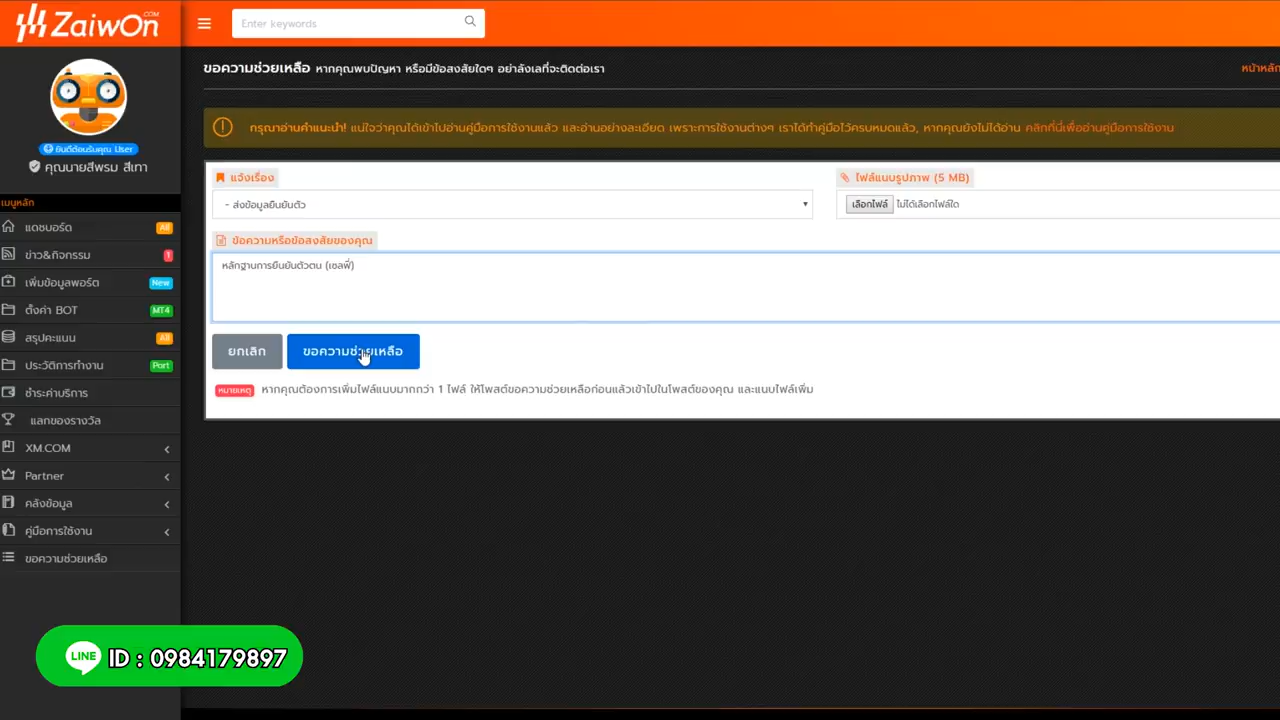 ZaiwOn.COM
Enter keywords
ยินดีต้อนรับคุณ User
คุณนายสีพรม สีเทา
เมนูหลัก
แดชบอร์ด All
ข่าว&กิจกรรม 1
เพิ่มข้อมูลพอร์ต New
ตั้งค่า BOT MT4
สรุปคะแนน All
ประวัติการทำงาน Port
ชำระค่าบริการ
แลกของรางวัล
XM.COM
Partner
คลังข้อมูล
คู่มือการใช้งาน
ขอความช่วยเหลือ
LINE ID : 0984179897
ขอความช่วยเหลือ หากคุณพบปัญหา หรือมีข้อสงสัยใดๆ อย่าลังเลที่จะติดต่อเรา
หน้าหลัก
กรุณาอ่านคำแนะนำ! แน่ใจว่าคุณได้เข้าไปอ่านคู่มือการใช้งานแล้ว และอ่านอย่างละเอียด เพราะการใช้งานต่างๆ เราได้ทำคู่มือไว้ครบหมดแล้ว, หากคุณยังไม่ได้อ่าน คลิกที่นี่เพื่ออ่านคู่มือการใช้งาน
แจ้งเรื่อง
- ส่งข้อมูลยืนยันตัว
ไฟล์แนบรูปภาพ (5 MB)
เลือกไฟล์ ไม่ได้เลือกไฟล์ใด
ข้อความหรือข้อสงสัยของคุณ
หลักฐานการยืนยันตัวตน (เซลฟี่)
ยกเลิก ขอความช่วยเหลือ
หมายเหตุ หากคุณต้องการเพิ่มไฟล์แนบมากกว่า 1 ไฟล์ ให้โพสต์ขอความช่วยเหลือก่อนแล้วเข้าไปในโพสต์ของคุณ และแนบไฟล์เพิ่ม